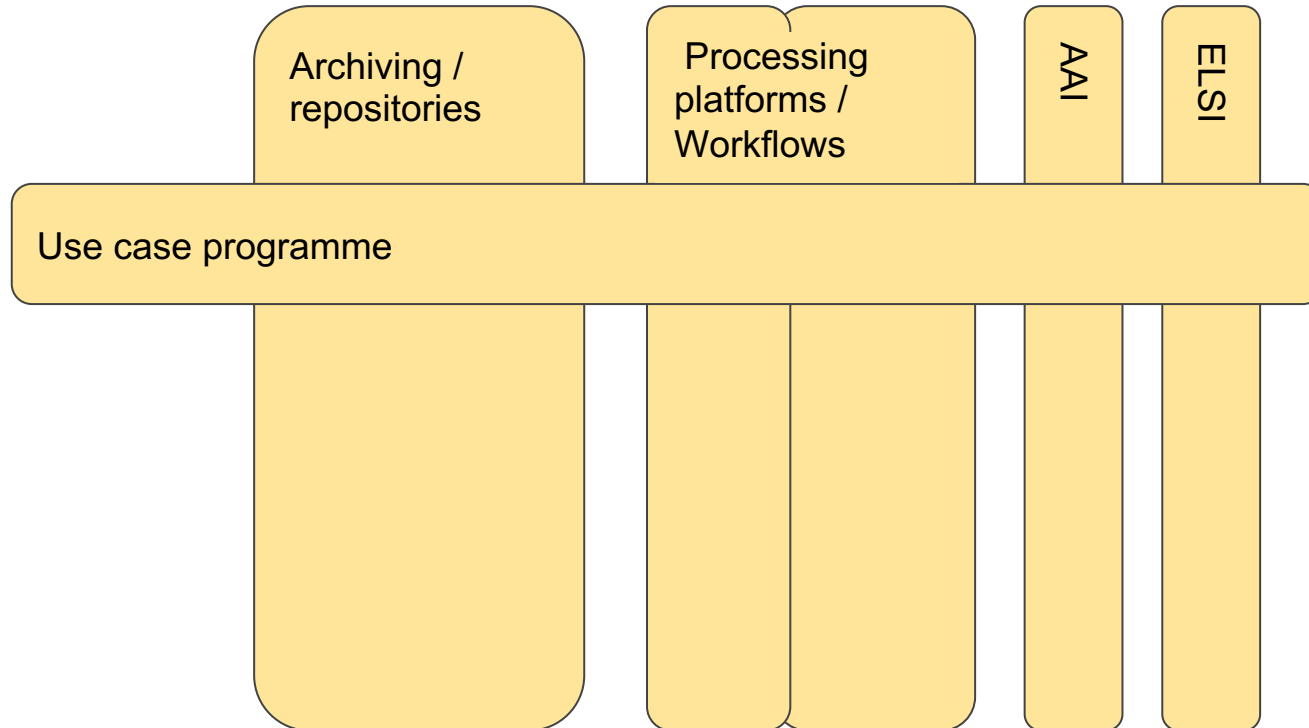 Archiving /
repositories
Processing
platforms /
Workflows
AAI
ELSI
Use case programme